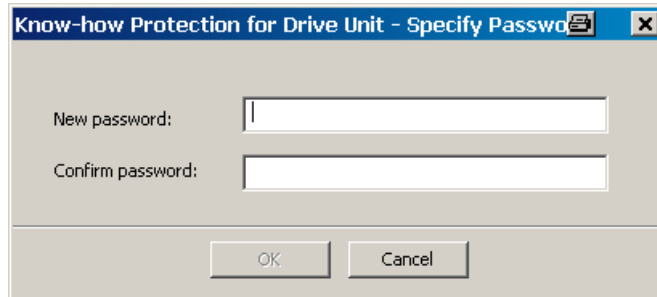 Know-how Protection for Drive Unit - Specify Passwo
New password:
Confirm password:
OK
Cancel